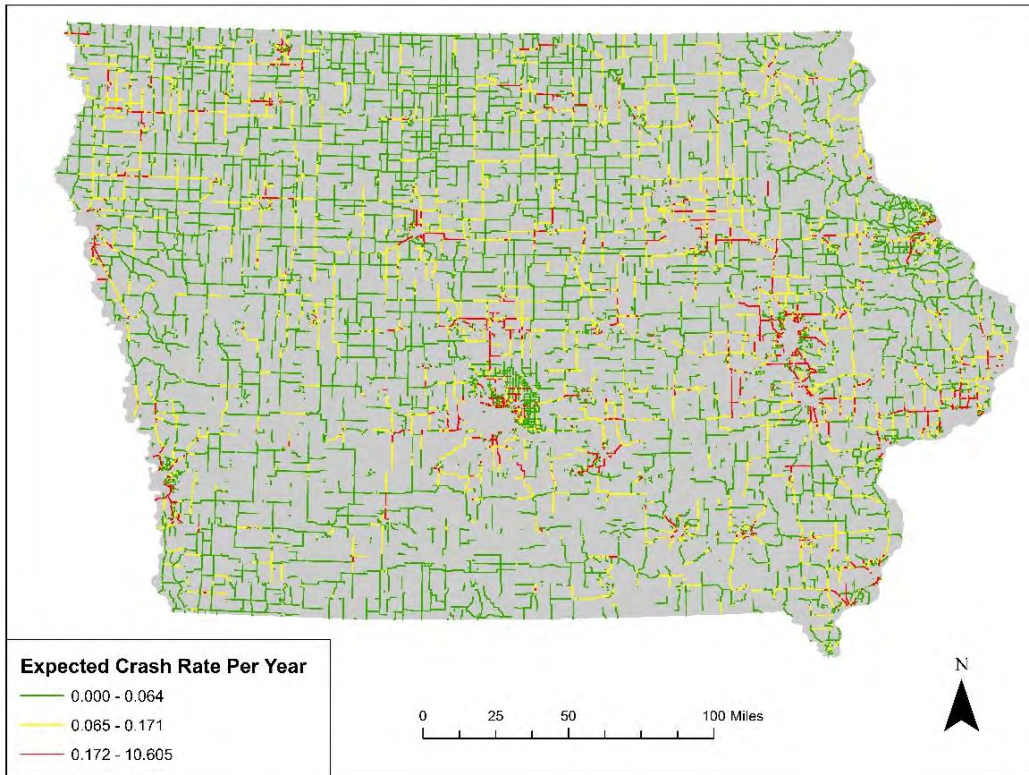 Expected Crash Rate Per Year
0.000 - 0.064
0.065 - 0.171
0.172 - 10.605
0 25 50 100 Miles
N